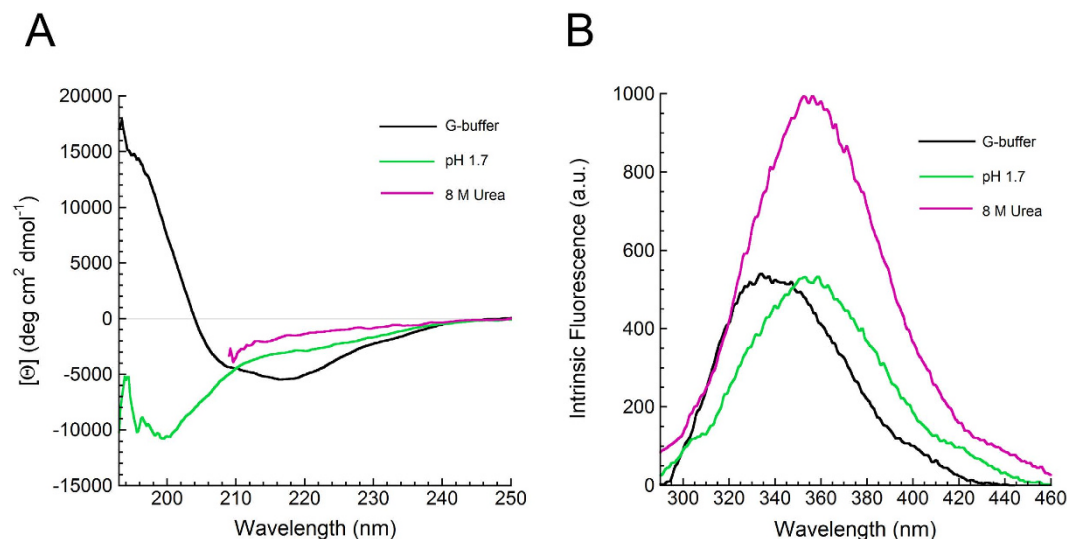 A
20000
15000
10000
5000
0
-5000
-10000
-15000
[Θ] (deg cm² dmol⁻¹)
G-buffer
pH 1.7
8 M Urea
200 210 220 230 240 250
Wavelength (nm)
B
1000
800
600
400
200
0
Intrinsic Fluorescence (a.u.)
G-buffer
pH 1.7
8 M Urea
300 320 340 360 380 400 420 440 460
Wavelength (nm)